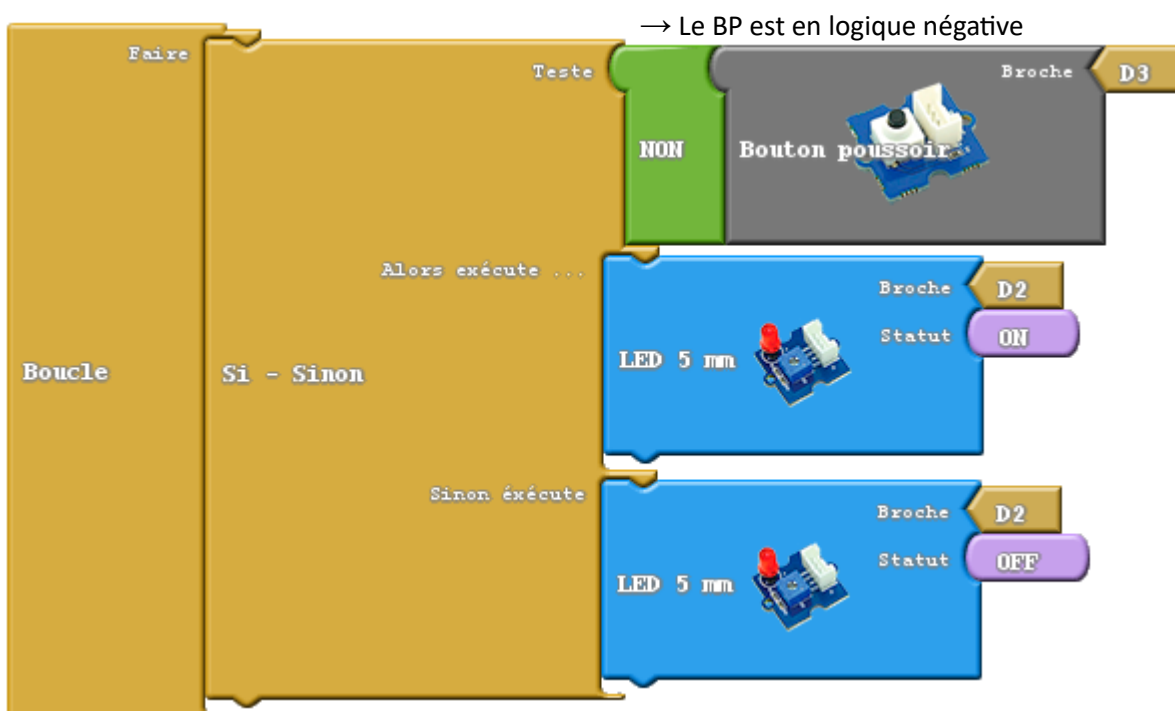 → Le BP est en logique négative
Faire
Teste
Broche D3
NON
Bouton poussoir
Alors exécute ...
Broche D2
Statut ON
Boucle
Si - Sinon
LED 5 mm
Sinon éxécute
Broche D2
Statut OFF
LED 5 mm